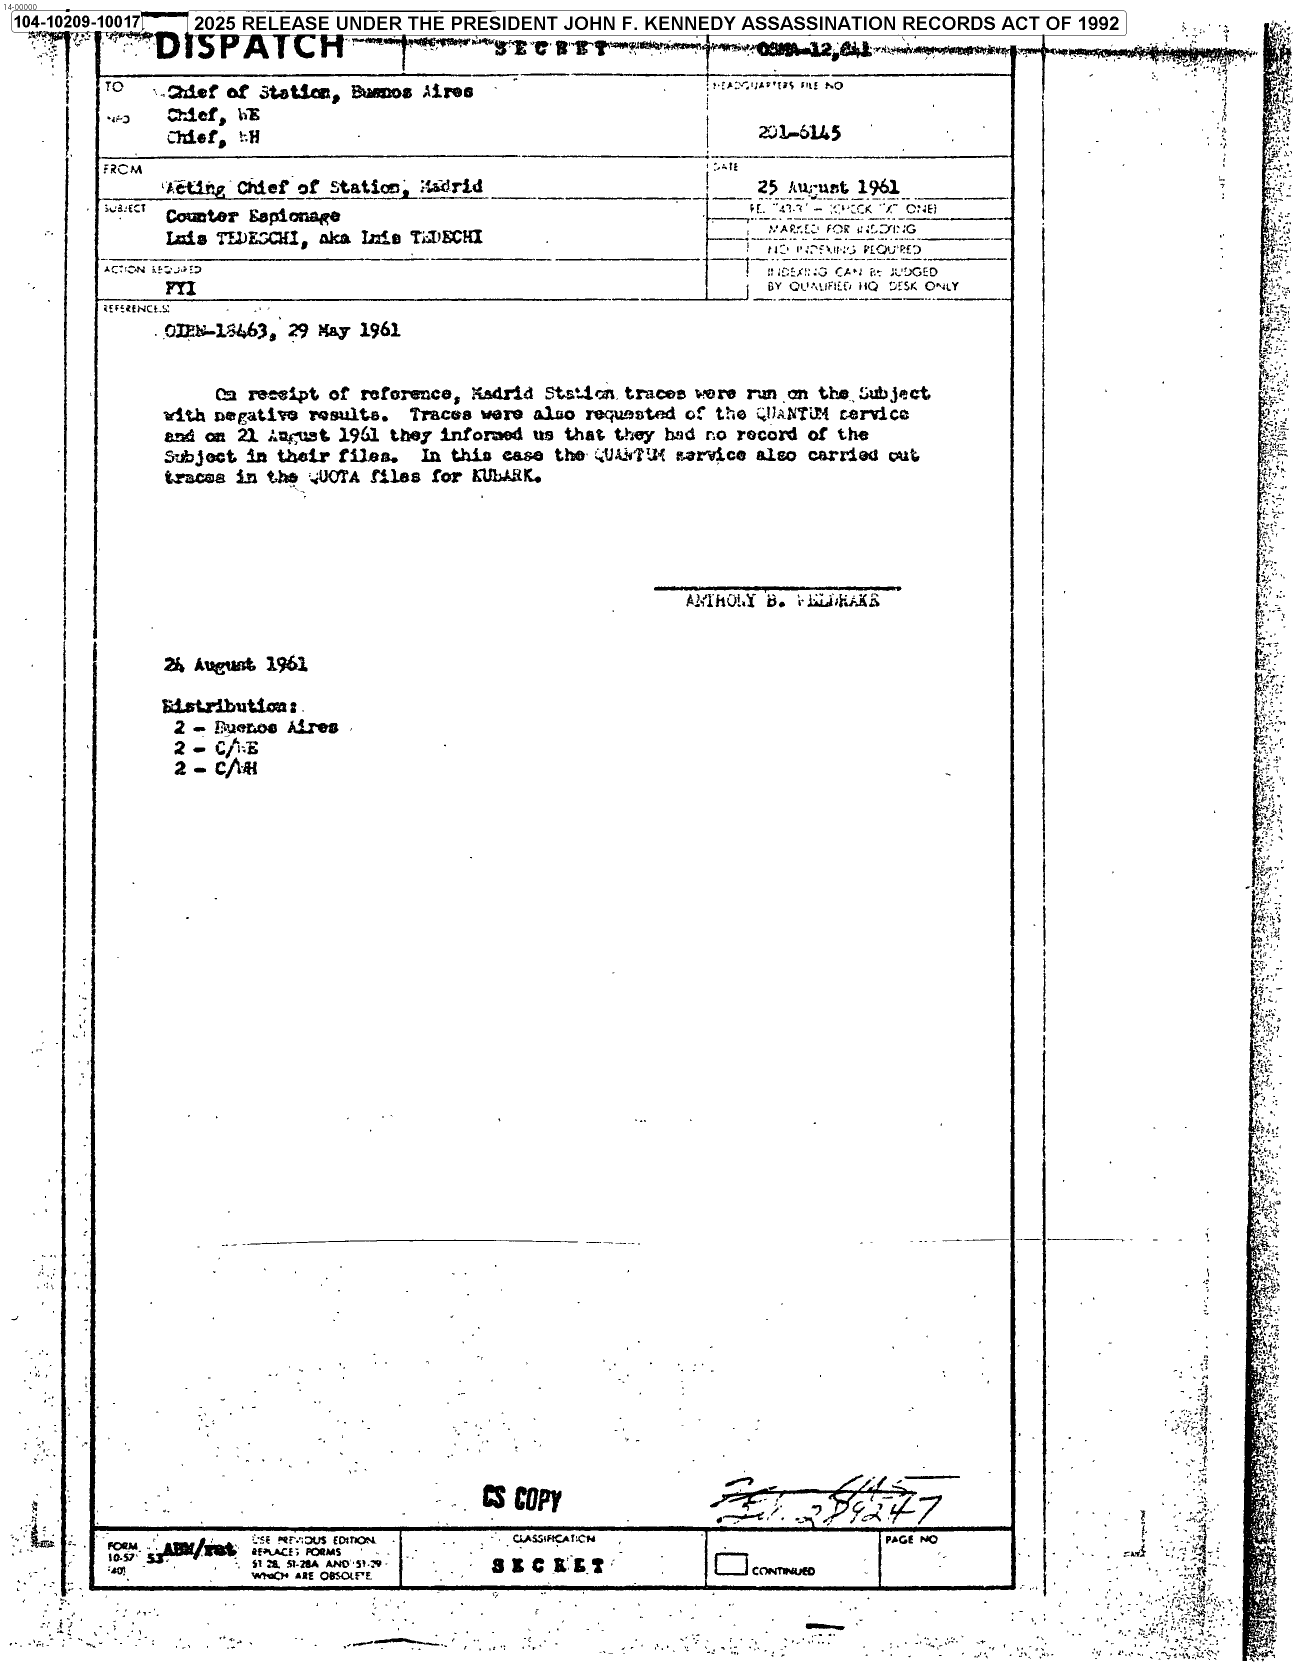 14-00000
104-10209-10017
2025 RELEASE UNDER THE PRESIDENT JOHN F. KENNEDY ASSASSINATION RECORDS ACT OF 1992
DISPATCH
SECRET
TO
Chief of Station, Buenos Aires
HEADQUARTERS FILE NO
INFO
Chief, WE
Chief, WH
201-6145
FROM
Acting Chief of Station, Madrid
DATE
25 August 1961
SUBJECT
Counter Espionage
Luis TEDESCHI, aka Luis TEDECHI
RE: "43-3" - (CHECK "X" ONE)
MARKED FOR INDEXING
NO INDEXING REQUIRED
ACTION REQUIRED
FYI
INDEXING CAN BE JUDGED
BY QUALIFIED HQ DESK ONLY
REFERENCE(S)
29 May 1961
On receipt of reference, Madrid Station traces were run on the Subject
with negative results. Traces were also requested of the QUANTUM service
and on 21 August 1961 they informed us that they had no record of the
Subject in their files. In this case the QUANTUM service also carried out
traces in the QUOTA files for KUBARK.
ANTHONY B.
24 August 1961
Distribution:
2 - Buenos Aires
2 - C/WE
2 - C/WH
CS COPY
289247
FORM
10-57
(40)
53
ABM/ret
USE PREVIOUS EDITION.
REPLACES FORMS
51-28, 51-28A AND 51-29
WHICH ARE OBSOLETE.
CLASSIFICATION
SECRET
CONTINUED
PAGE NO